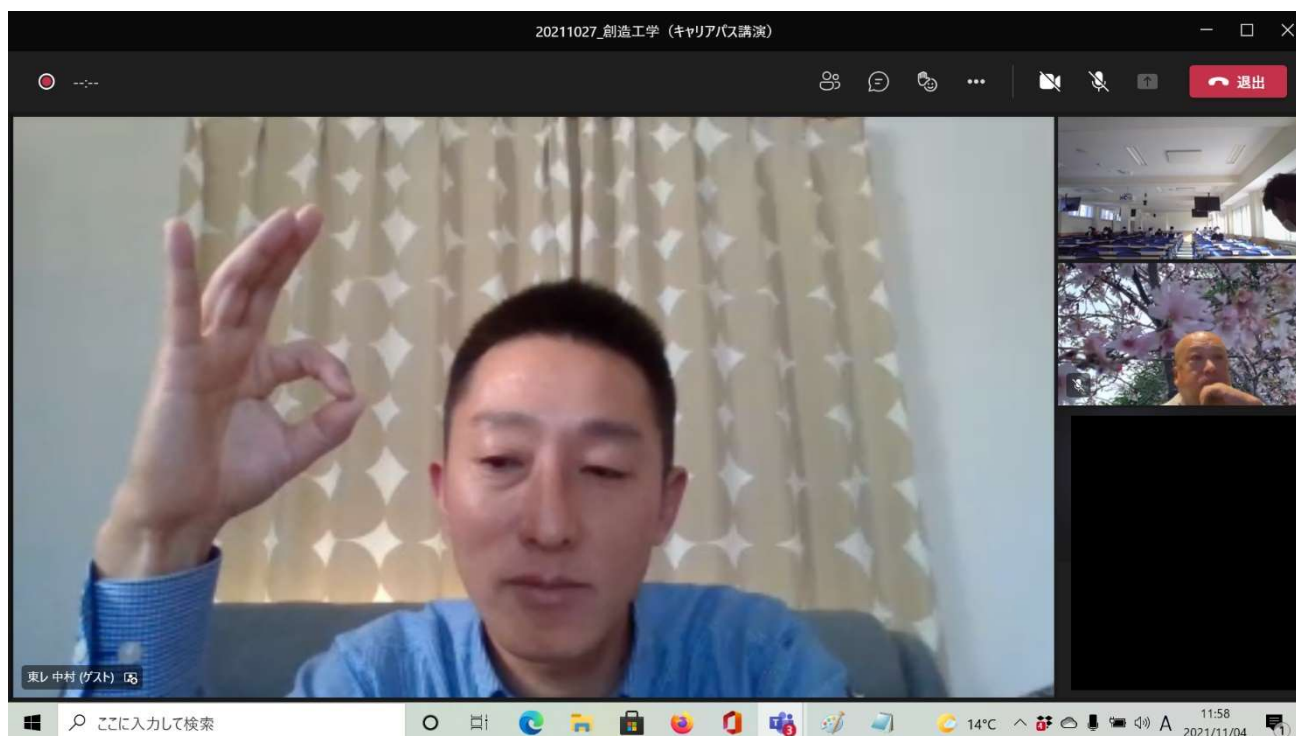 20211027_創造工学（キャリアパス講演）
--:--
退出
東レ 中村 (ゲスト)
ここに入力して検索
14°C
A
11:58
2021/11/04